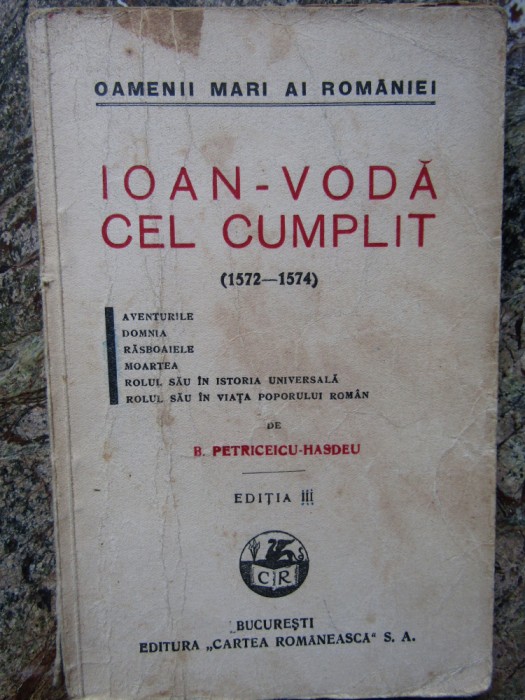 OAMENII MARI AI ROMÂNIEI
IOAN-VODĂ
CEL CUMPLIT
(1572—1574)
AVENTURILE
DOMNIA
RĂSBOAIELE
MOARTEA
ROLUL SĂU ÎN ISTORIA UNIVERSALĂ
ROLUL SĂU ÎN VIAȚA POPORULUI ROMÂN
DE
B. PETRICEICU-HASDEU
EDIȚIA III
C R
BUCUREȘTI
EDITURA „CARTEA ROMÂNEASCĂ" S. A.